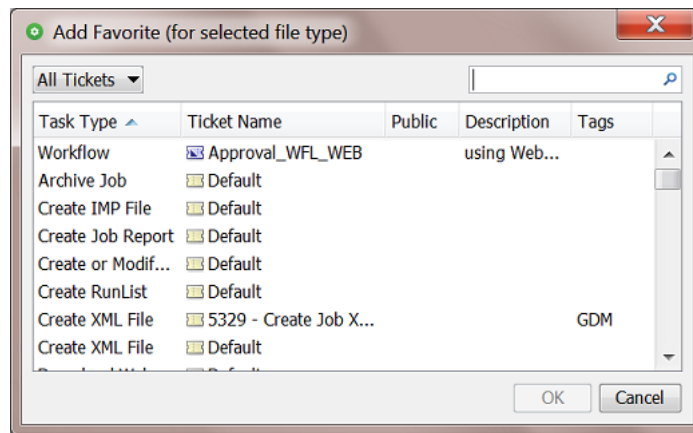 Add Favorite (for selected file type)
All Tickets
Task Type Ticket Name Public Description Tags
Workflow Approval_WFL_WEB using Web...
Archive Job Default
Create IMP File Default
Create Job Report Default
Create or Modif... Default
Create RunList Default
Create XML File 5329 - Create Job X... GDM
Create XML File Default
OK Cancel